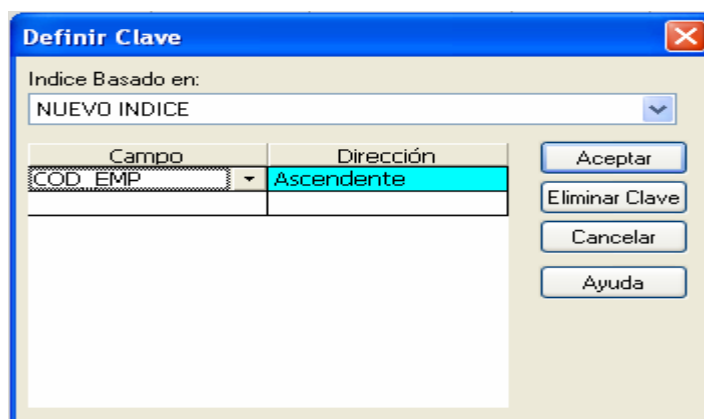 Definir Clave
Indice Basado en:
NUEVO INDICE
Campo Dirección
COD_EMP Ascendente
Aceptar
Eliminar Clave
Cancelar
Ayuda